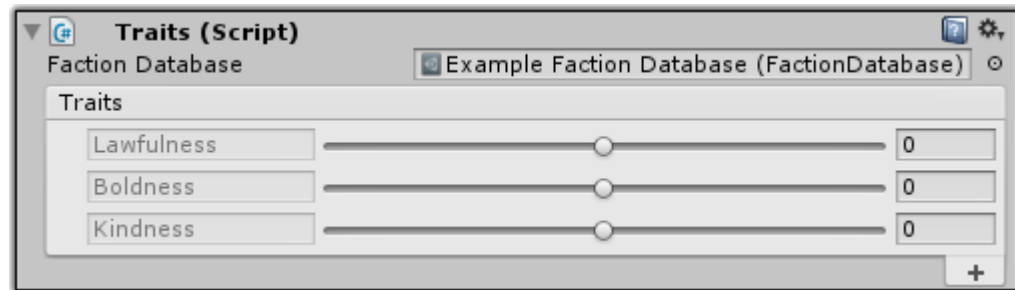 Traits (Script)
Faction Database Example Faction Database (FactionDatabase)
Traits
Lawfulness 0
Boldness 0
Kindness 0
+